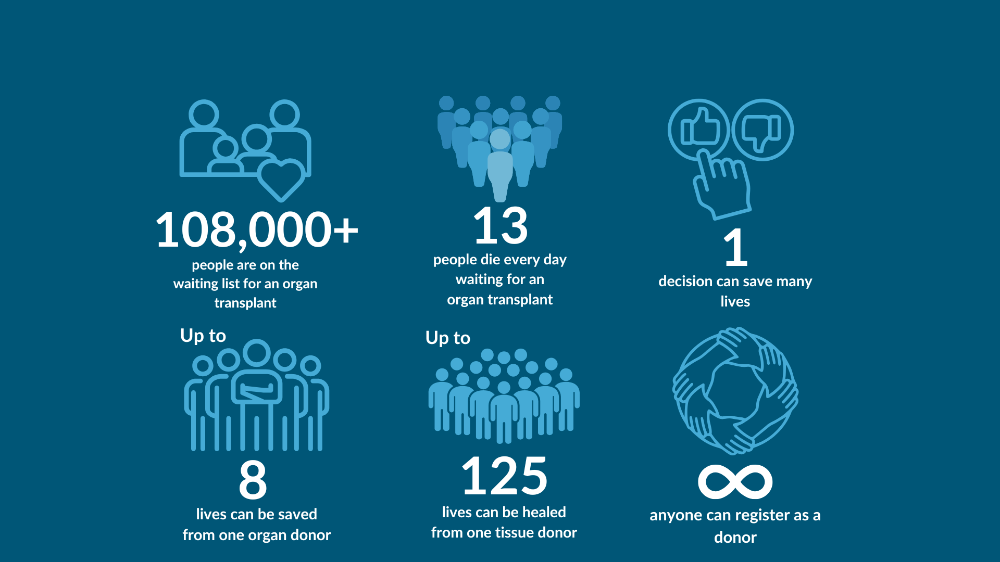 108,000+
people are on the
waiting list for an organ
transplant
13
people die every day
waiting for an
organ transplant
1
decision can save many
lives
Up to
8
lives can be saved
from one organ donor
Up to
125
lives can be healed
from one tissue donor
∞
anyone can register as a
donor